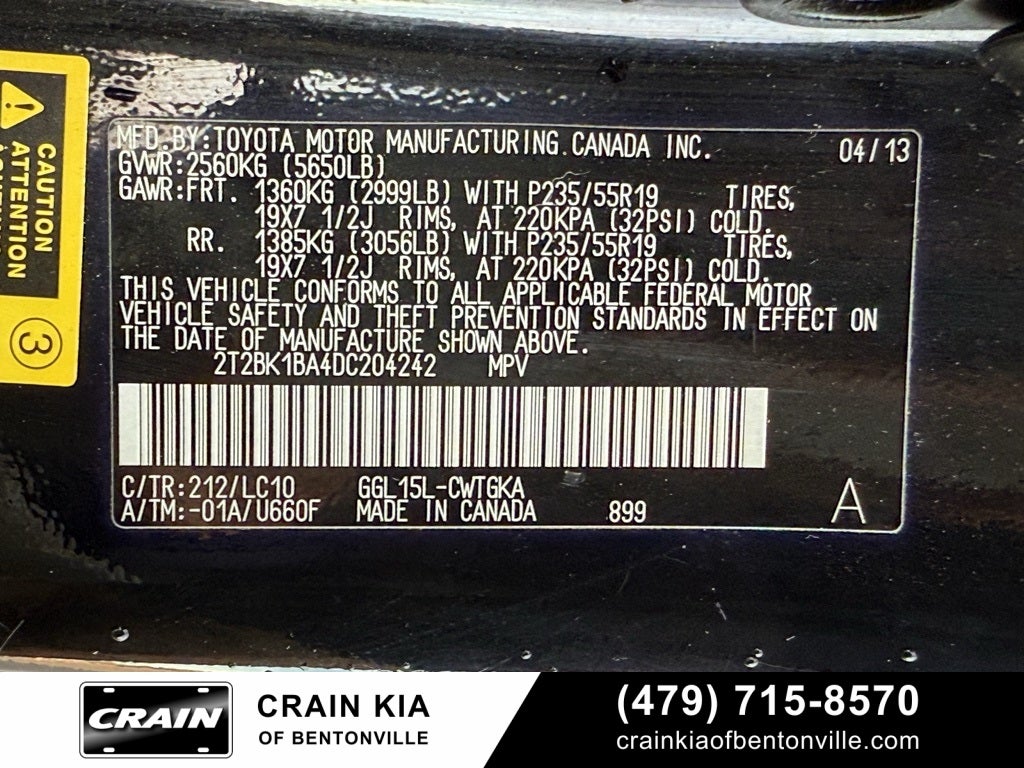 CAUTION
ATTENTION
3
MFD.BY:TOYOTA MOTOR MANUFACTURING CANADA INC. 04/13
GVWR:2560KG (5650LB)
GAWR:FRT. 1360KG (2999LB) WITH P235/55R19 TIRES,
19X7 1/2J RIMS, AT 220KPA (32PSI) COLD.
RR. 1385KG (3056LB) WITH P235/55R19 TIRES,
19X7 1/2J RIMS, AT 220KPA (32PSI) COLD.
THIS VEHICLE CONFORMS TO ALL APPLICABLE FEDERAL MOTOR
VEHICLE SAFETY AND THEFT PREVENTION STANDARDS IN EFFECT ON
THE DATE OF MANUFACTURE SHOWN ABOVE.
2T2BK1BA4DC204242 MPV
C/TR:212/LC10 GGL15L-CWTGKA
A/TM:-01A/U660F MADE IN CANADA 899 A
CRAIN
CRAIN KIA
OF BENTONVILLE
(479) 715-8570
crainkiaofbentonville.com